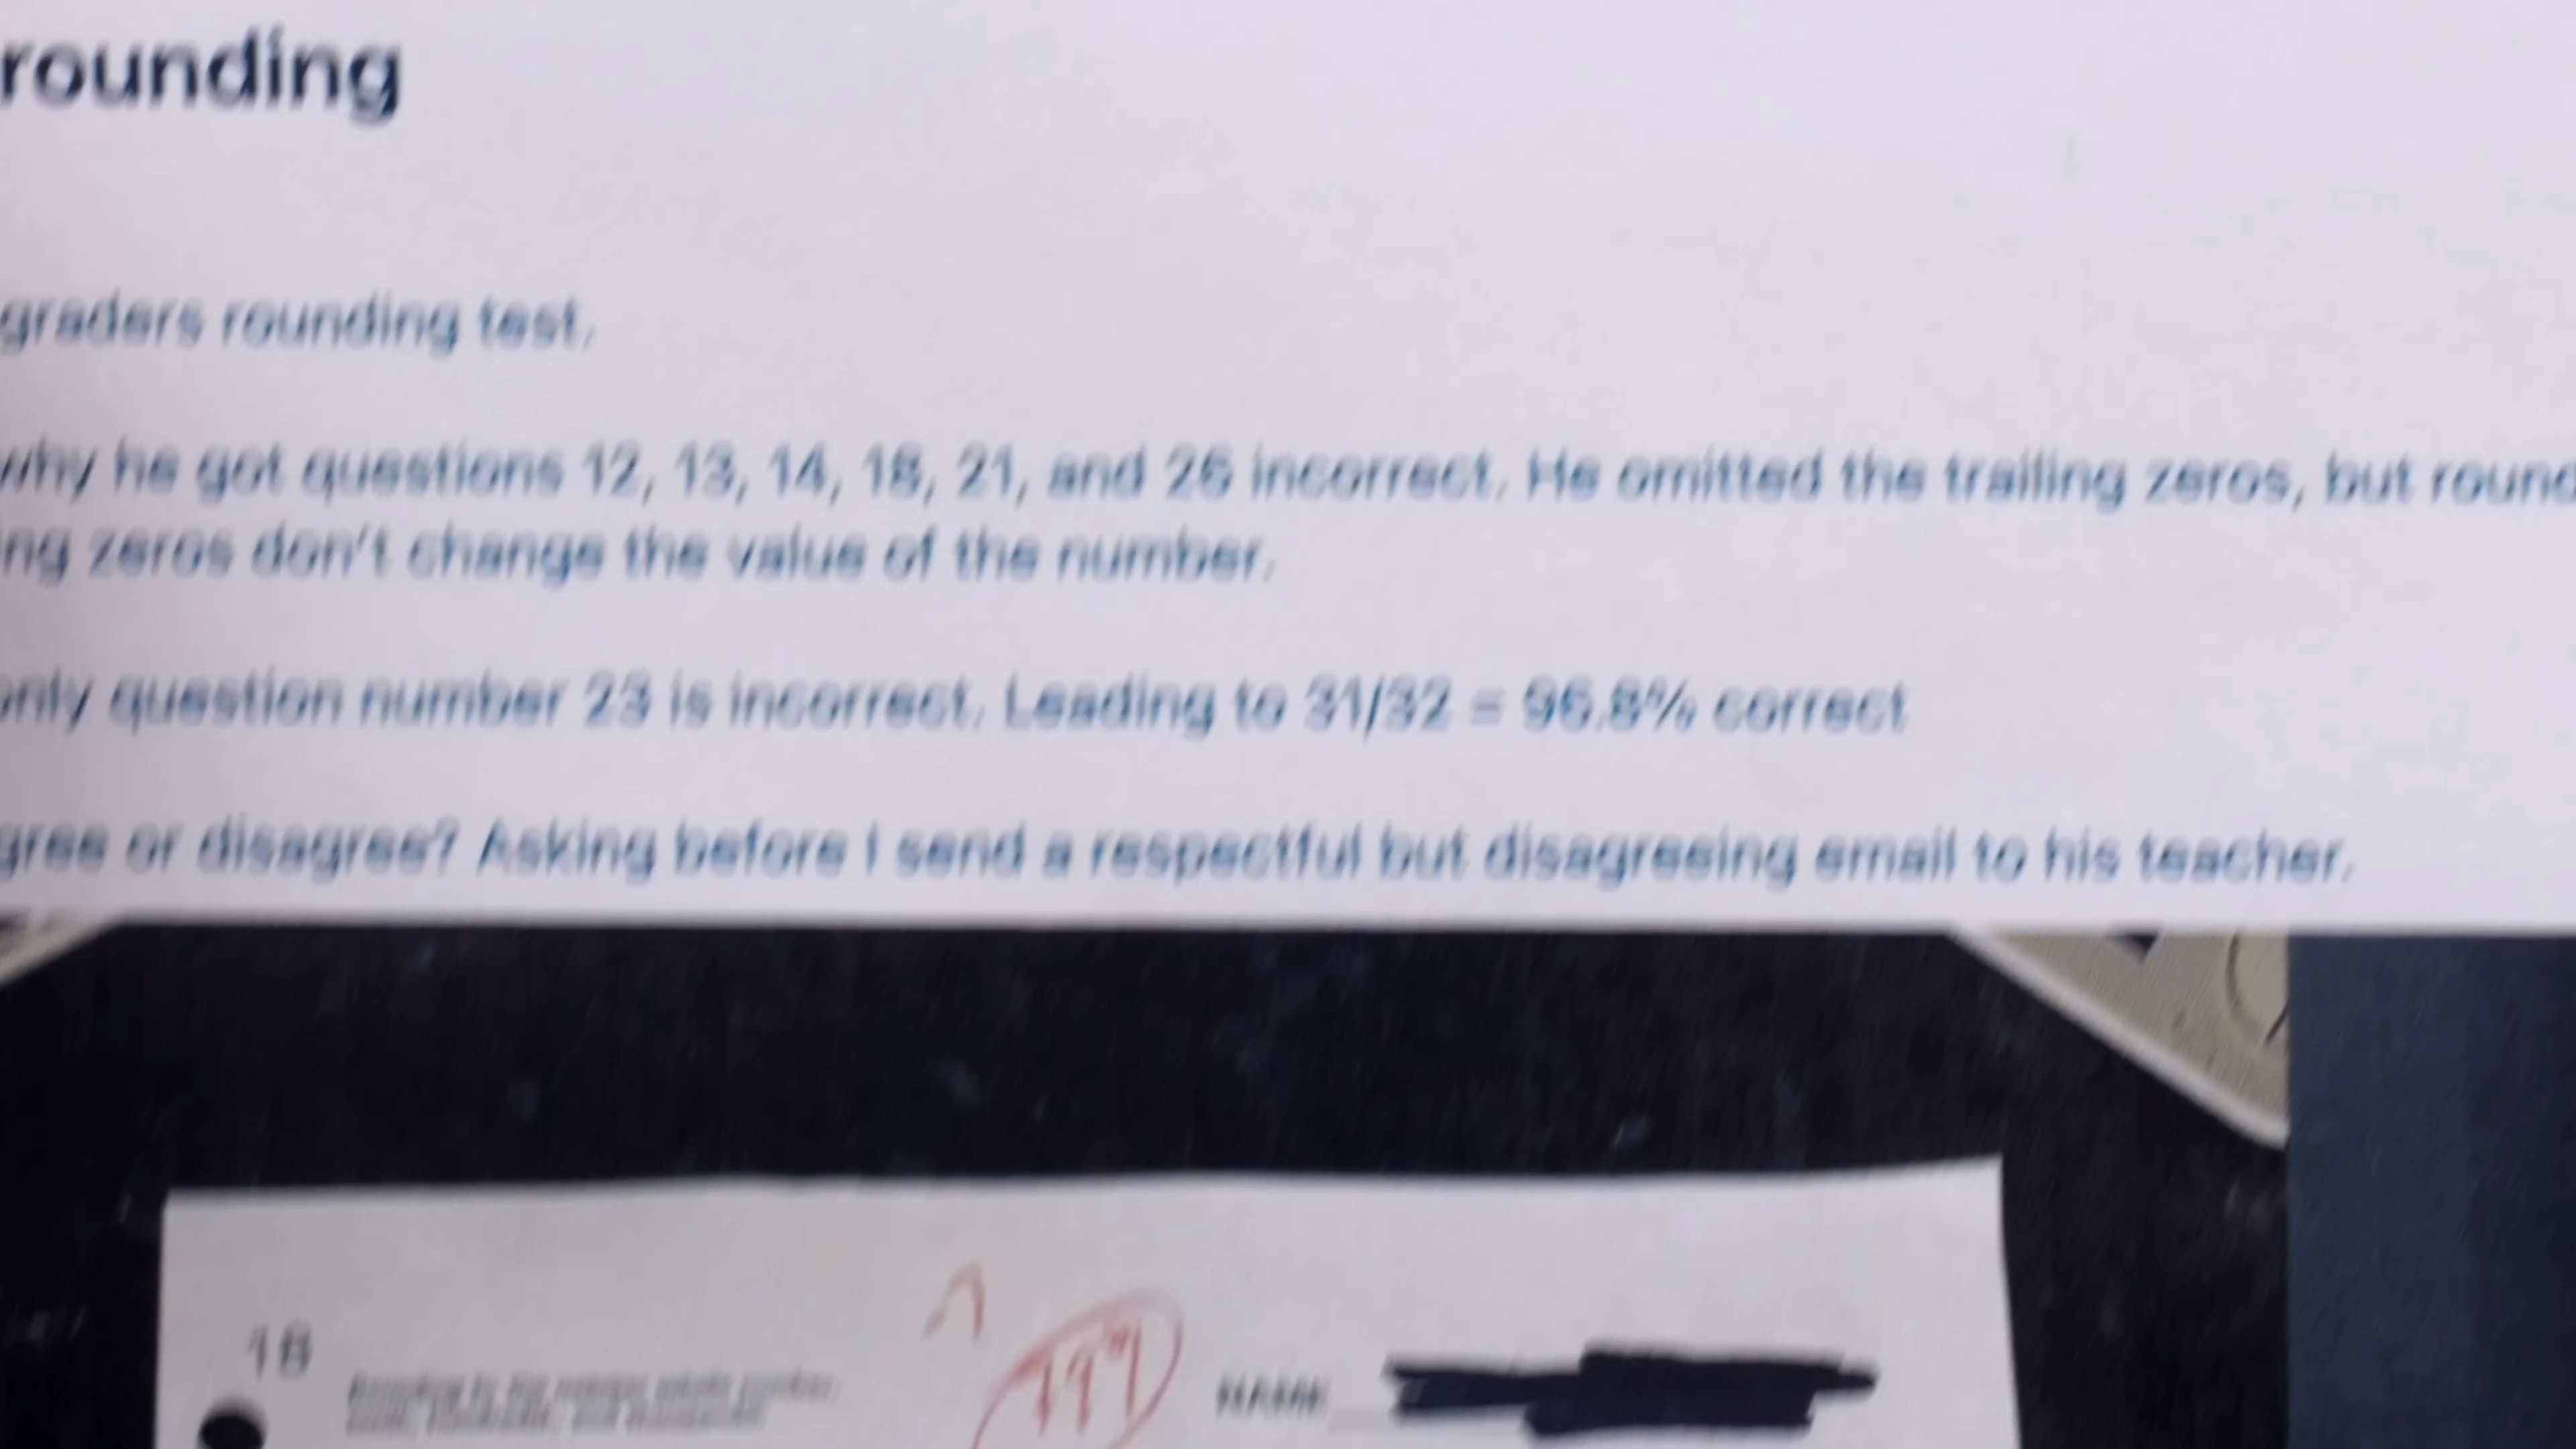 rounding
graders rounding test.
why he got questions 12, 13, 14, 18, 21, and 26 incorrect. He omitted the trailing zeros, but round
ing zeros don't change the value of the number.
only question number 23 is incorrect. Leading to 31/32 = 96.8% correct
gree or disagree? Asking before I send a respectful but disagreeing email to his teacher.
18
NAME